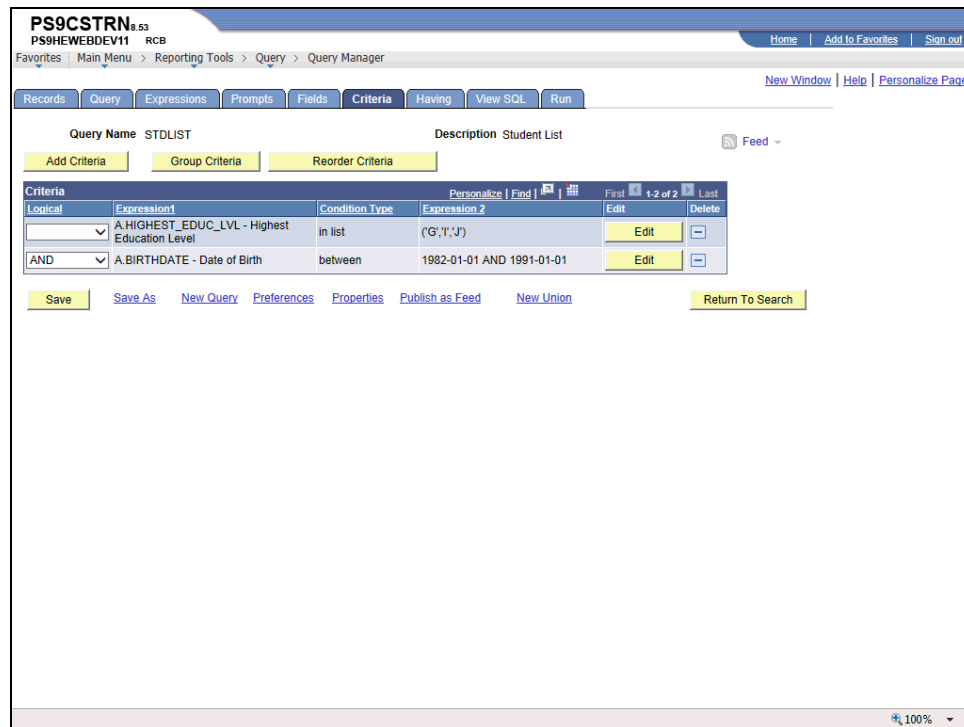 PS9CSTRN8.53
PS9HEWEBDEV11 RCB
Home | Add to Favorites | Sign out
Favorites Main Menu > Reporting Tools > Query > Query Manager
New Window | Help | Personalize Page
Records Query Expressions Prompts Fields Criteria Having View SQL Run
Query Name STDLIST Description Student List
Feed
Add Criteria Group Criteria Reorder Criteria
Criteria Personalize | Find | | First 1-2 of 2 Last
Logical Expression1 Condition Type Expression 2 Edit Delete
A.HIGHEST_EDUC_LVL - Highest Education Level in list ('G','I','J') Edit
AND A.BIRTHDATE - Date of Birth between 1982-01-01 AND 1991-01-01 Edit
Save Save As New Query Preferences Properties Publish as Feed New Union Return To Search
100%